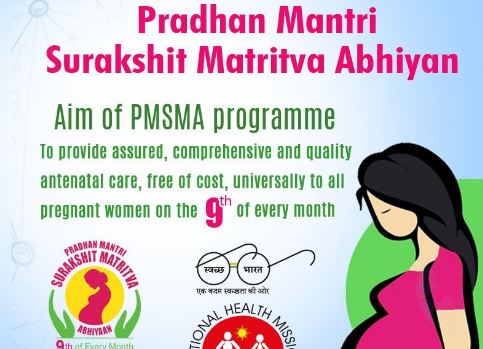 Pradhan Mantri
Surakshit Matritva Abhiyan
Aim of PMSMA programme
To provide assured, comprehensive and quality
antenatal care, free of cost, universally to all
pregnant women on the 9th of every month
PRADHAN MANTRI
SURAKSHIT MATRITVA
ABHIYAN
9th of Every Month
स्वच्छ भारत
एक कदम स्वच्छता की ओर
NATIONAL HEALTH MISSION